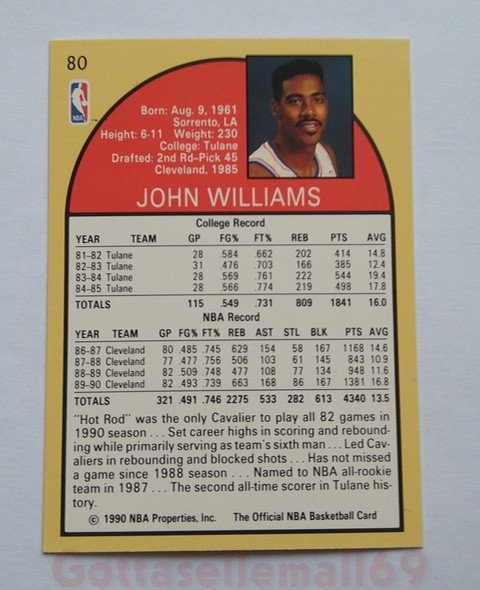 80
NBA
Born: Aug. 9, 1961
Sorrento, LA
Height: 6-11 Weight: 230
College: Tulane
Drafted: 2nd Rd-Pick 45
Cleveland, 1985
JOHN WILLIAMS
College Record
YEAR TEAM GP FG% FT% REB PTS AVG
81-82 Tulane 28 .584 .662 202 414 14.8
82-83 Tulane 31 .476 .703 166 385 12.4
83-84 Tulane 28 .569 .761 222 544 19.4
84-85 Tulane 28 .566 .774 219 498 17.8
TOTALS 115 .549 .731 809 1841 16.0
NBA Record
YEAR TEAM GP FG% FT% REB AST STL BLK PTS AVG
86-87 Cleveland 80 .485 .745 629 154 58 167 1168 14.6
87-88 Cleveland 77 .477 .756 506 103 61 145 843 10.9
88-89 Cleveland 82 .509 .748 477 108 77 134 948 11.6
89-90 Cleveland 82 .493 .739 663 168 86 167 1381 16.8
TOTALS 321 .491 .746 2275 533 282 613 4340 13.5
"Hot Rod" was the only Cavalier to play all 82 games in
1990 season . . . Set career highs in scoring and rebound-
ing while primarily serving as team's sixth man . . . Led Cav-
aliers in rebounding and blocked shots . . . Has not missed
a game since 1988 season . . . Named to NBA all-rookie
team in 1987 . . . The second all-time scorer in Tulane his-
tory.
© 1990 NBA Properties, Inc. The Official NBA Basketball Card
Gottasellemall69